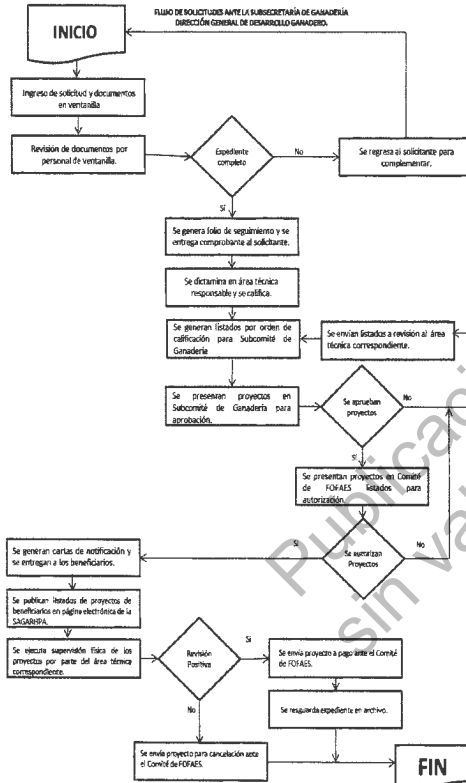 FLUJO DE SOLICITUDES ANTE LA SUBSECRETARÍA DE GANADERÍA
DIRECCIÓN GENERAL DE DESARROLLO GANADERO.
INICIO
Ingreso de solicitud y documentos
en ventanilla
Revisión de documentos por
personal de ventanilla.
Expediente
completo
No
Se regresa al solicitante para
complementar.
Sí
Se genera folio de seguimiento y se
entrega comprobante al solicitante.
Se dictamina en área técnica
responsable y se califica.
Se generan listados por orden de
calificación para Subcomité de
Ganadería
Se envían listados a revisión al área
técnica correspondiente.
Se presentan proyectos en
Subcomité de Ganadería para
aprobación.
Se aprueban
proyectos
No
Sí
Se presentan proyectos en Comité
de FOFAES listados para
autorización.
Se autorizan
Proyectos
No
Si
Se generan cartas de notificación y
se entregan a los beneficiarios.
Se publican listados de proyectos de
beneficiarios en página electrónica de la
SAGARHPA.
Se ejecuta supervisión física de los
proyectos por parte del área técnica
correspondiente.
Revisión
Positiva
Si
Se envía proyecto a pago ante el Comité
de FOFAES.
Se resguarda expediente en archivo.
No
Se envía proyecto para cancelación ante
el Comité de FOFAES.
FIN
Publicaci
sin va